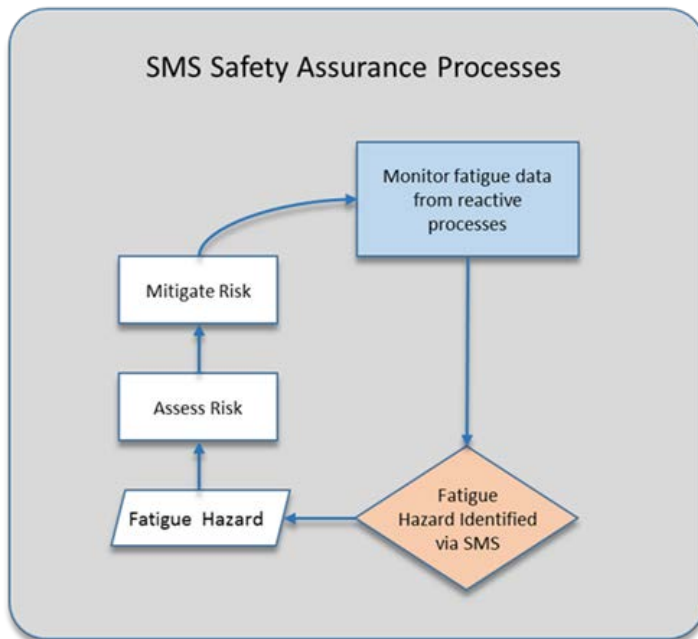 SMS Safety Assurance Processes
Monitor fatigue data
from reactive
processes
Mitigate Risk
Assess Risk
Fatigue Hazard
Fatigue
Hazard Identified
via SMS